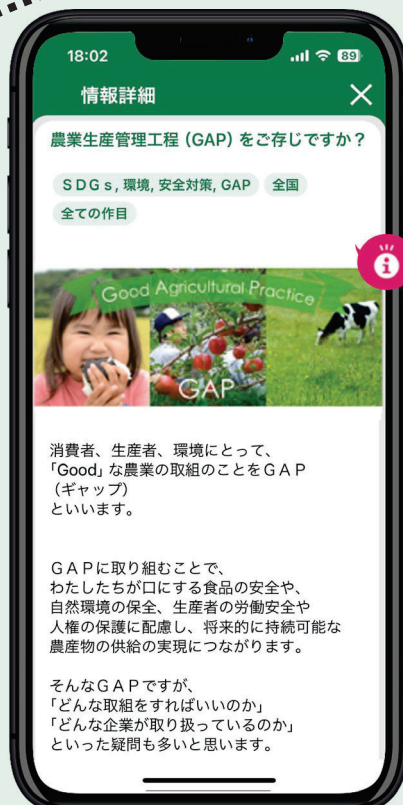 18:02
89
情報詳細
農業生産管理工程（GAP）をご存じですか？
ＳＤＧｓ, 環境, 安全対策, GAP
全国
全ての作目
Good Agricultural Practice
GAP
消費者、生産者、環境にとって、
「Good」な農業の取組のことをＧＡＰ
（ギャップ）
といいます。
ＧＡＰに取り組むことで、
わたしたちが口にする食品の安全や、
自然環境の保全、生産者の労働安全や
人権の保護に配慮し、将来的に持続可能な
農産物の供給の実現につながります。
そんなＧＡＰですが、
「どんな取組をすればいいのか」
「どんな企業が取り扱っているのか」
といった疑問も多いと思います。